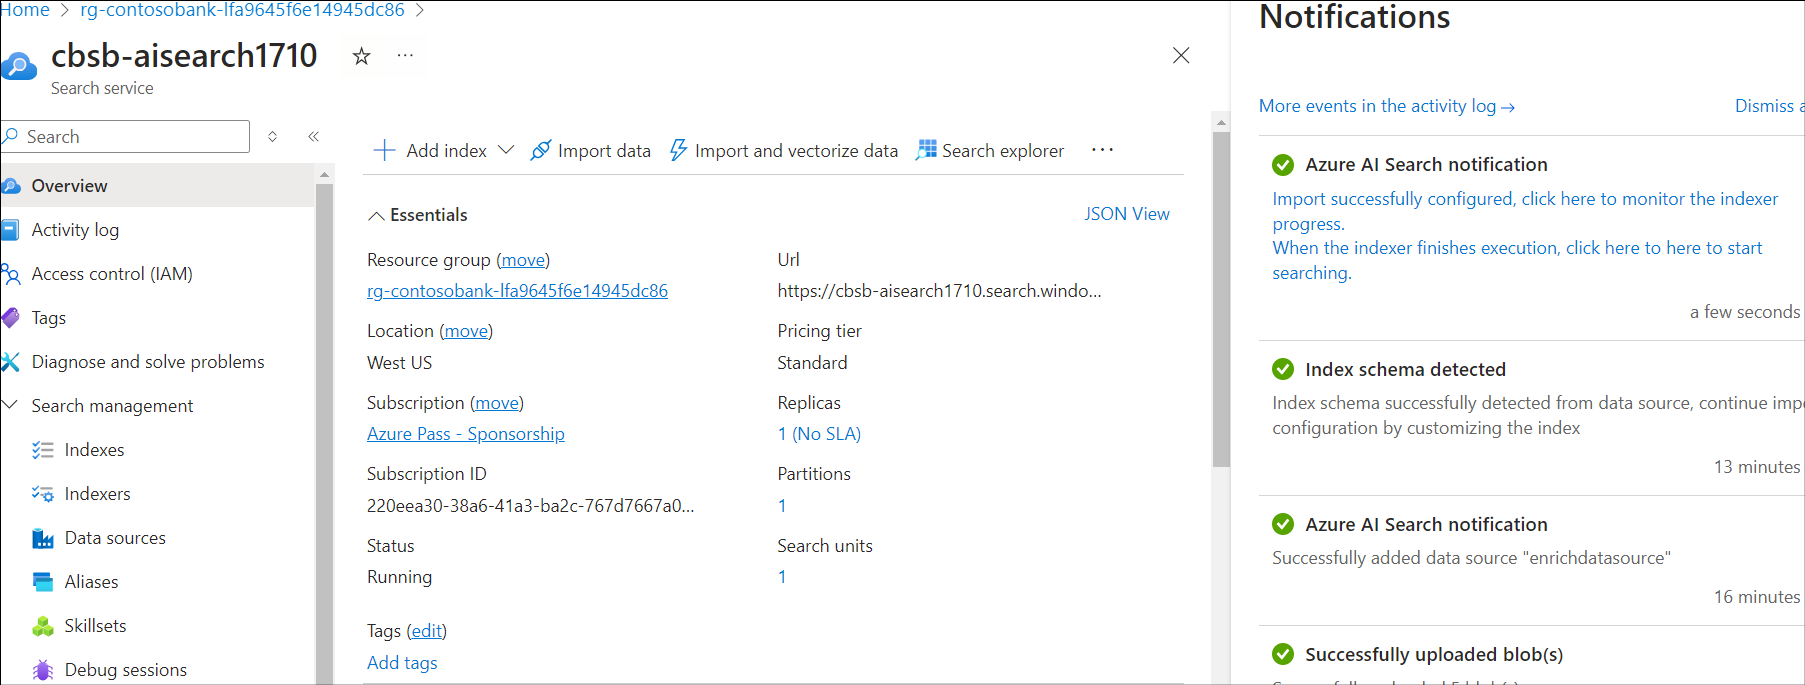 Home > rg-contosobank-lfa9645f6e14945dc86 >
cbsb-aisearch1710
Search service
Search
Overview
Activity log
Access control (IAM)
Tags
Diagnose and solve problems
Search management
Indexes
Indexers
Data sources
Aliases
Skillsets
Debug sessions
Add index
Import data
Import and vectorize data
Search explorer
Essentials
JSON View
Resource group (move)
rg-contosobank-lfa9645f6e14945dc86
Location (move)
West US
Subscription (move)
Azure Pass - Sponsorship
Subscription ID
220eea30-38a6-41a3-ba2c-767d7667a0...
Status
Running
Url
https://cbsb-aisearch1710.search.windo...
Pricing tier
Standard
Replicas
1 (No SLA)
Partitions
1
Search units
1
Tags (edit)
Add tags
Notifications
More events in the activity log →
Dismiss
Azure AI Search notification
Import successfully configured, click here to monitor the indexer
progress.
When the indexer finishes execution, click here to here to start
searching.
a few seconds
Index schema detected
Index schema successfully detected from data source, continue
configuration by customizing the index
13 minutes
Azure AI Search notification
Successfully added data source "enrichdatasource"
16 minutes
Successfully uploaded blob(s)